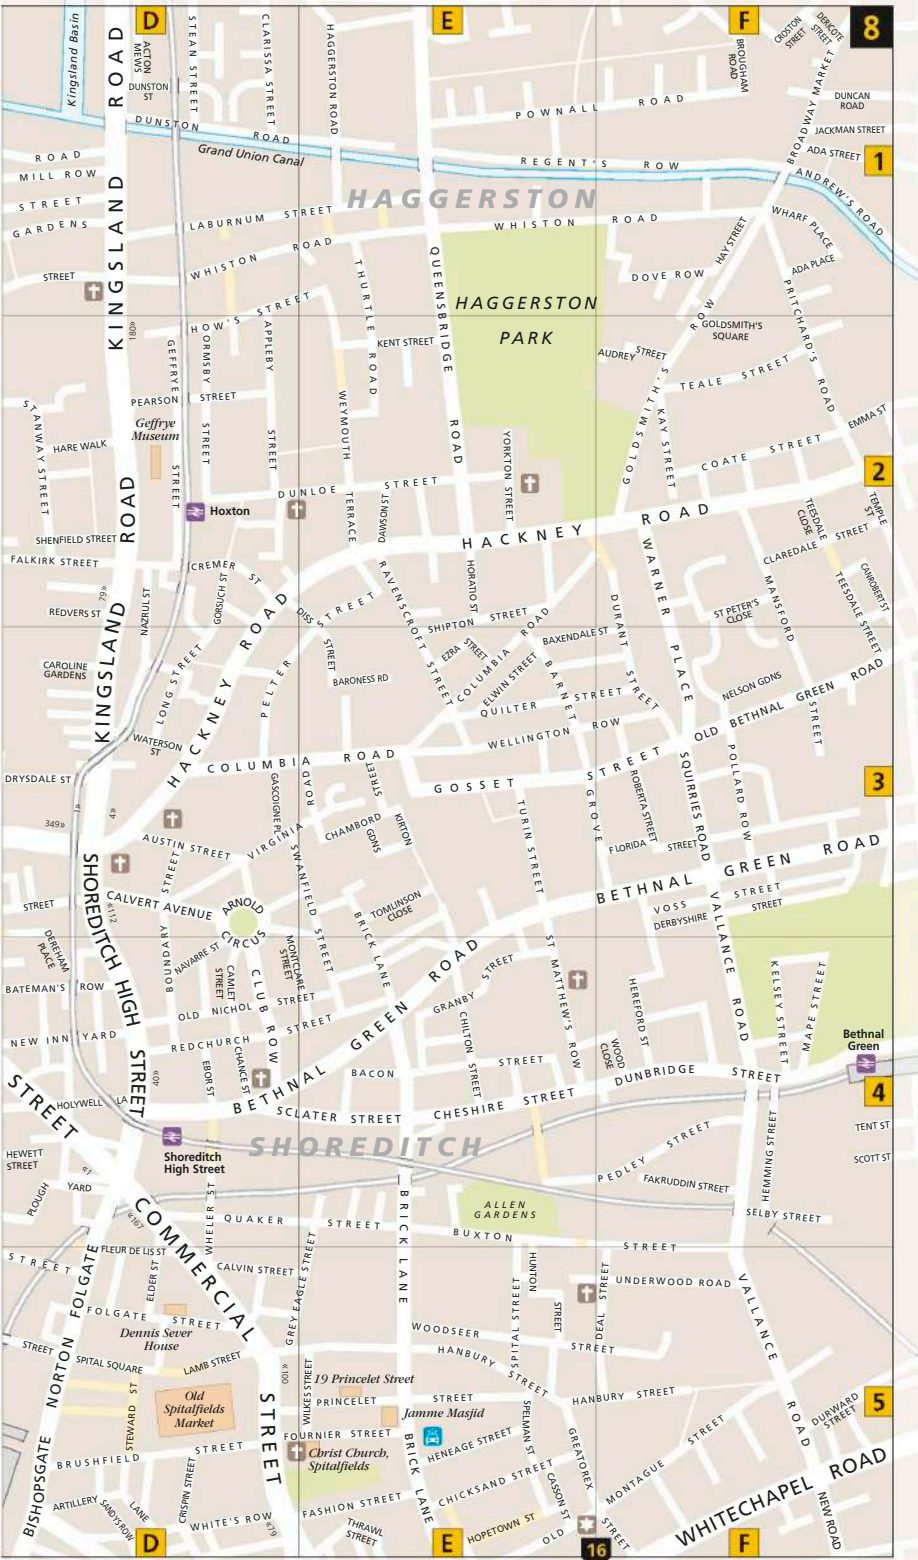 D
E
F
8
Kingsland Basin
KINGSLAND ROAD
ACTON
MEWS
STEAN STREET
CLARISSA STREET
HAGGERSTON ROAD
BROUGHAM
ROAD
CROSTON
STREET
DERICOTE
STREET
DUNSTON
ST
POWNALL ROAD
BROADWAY MARKET
DUNCAN
ROAD
JACKMAN STREET
ADA STREET
1
DUNSTON ROAD
Grand Union Canal
REGENT'S ROW
ANDREW'S ROAD
ROAD
MILL ROW
STREET
GARDENS
HAGGERSTON
LABURNUM STREET
WHISTON ROAD
WHISTON ROAD
HAY STREET
WHARF PLACE
ADA PLACE
DOVE ROW
STREET
KINGSLAND
THURTLE ROAD
QUEENSBRIDGE ROAD
HAGGERSTON
PARK
PRITCHARD'S ROAD
GOLDSMITH'S
SQUARE
GOLDSMITH'S ROW
180»
HOW'S STREET
GEFFRYE STREET
ORMSBY STREET
APPLEBY STREET
KENT STREET
AUDREY STREET
TEALE STREET
KAY STREET
PEARSON STREET
WEYMOUTH TERRACE
STANWAY STREET
HARE WALK
Geffrye
Museum
EMMA ST
COATE STREET
2
YORKTON STREET
DUNLOE STREET
DAWSON ST
Hoxton
HACKNEY ROAD
TEESDALE
CLOSE
TEMPLE
ST
SHENFIELD STREET
FALKIRK STREET
ROAD
CLAREDALE STREET
CREMER ST
79»
NAZRUL ST
GORSUCH ST
REDVERS ST
DISS STREET
RAVENSCROFT STREET
HORATIO ST
WARNER PLACE
MANSFORD STREET
TEESDALE STREET
CANROBERT ST
ST PETER'S
CLOSE
DURANT STREET
SHIPTON STREET
EZRA STREET
COLUMBIA ROAD
BAXENDALE ST
ELWIN STREET
BARNET GROVE
CAROLINE
GARDENS
KINGSLAND
LONG STREET
HACKNEY ROAD
PELTER STREET
BARONESS RD
QUILTER STREET
WELLINGTON ROW
NELSON GDNS
OLD BETHNAL GREEN ROAD
WATERSON
ST
COLUMBIA ROAD
GOSSET STREET
SQUIRRIES ROAD
POLLARD ROW
3
DRYSDALE ST
349»
1»
4»
GASCOIGNE PL
VIRGINIA ROAD
STREET
CHAMBORD
GDNS
KIRTON
TURIN STREET
ROBERTA STREET
FLORIDA STREET
BETHNAL GREEN ROAD
AUSTIN STREET
SWANFIELD STREET
SHOREDITCH HIGH STREET
CALVERT AVENUE
«112
BOUNDARY STREET
ARNOLD
CIRCUS
TOMLINSON
CLOSE
BRICK LANE
VOSS STREET
DERBYSHIRE STREET
VALLANCE ROAD
STREET
DEREHAM
PLACE
NAVARRE ST
CAMLET
STREET
CLUB ROW
MONTCLARE
STREET
GRANBY STREET
ST MATTHEW'S ROW
HEREFORD ST
KELSEY STREET
MAPE STREET
BATEMAN'S ROW
OLD NICHOL STREET
NEW INN YARD
REDCHURCH STREET
EBOR ST
CHANCE ST
CHILTON STREET
WOOD
CLOSE
Bethnal
Green
BACON STREET
DUNBRIDGE STREET
4
STREET
HOLYWELL LA
40»
BETHNAL GREEN ROAD
SCLATER STREET
CHESHIRE STREET
SHOREDITCH
Shoreditch
High Street
HEWETT
STREET
TENT ST
SCOTT ST
PEDLEY STREET
HEMMING STREET
«1
YARD
PLOUGH
FAKRUDDIN STREET
COMMERCIAL STREET
«167
WHELER ST
BRICK LANE
ALLEN
GARDENS
SELBY STREET
QUAKER STREET
BUXTON STREET
FLEUR DE LIS ST
STREET
ELDER ST
CALVIN STREET
GREY EAGLE STREET
HUNTON STREET
SPITAL STREET
DEAL STREET
UNDERWOOD ROAD
VALLANCE ROAD
NORTON FOLGATE
FOLGATE STREET
Dennis Sever
House
WOODSEER STREET
HANBURY STREET
STREET
SPITAL SQUARE
LAMB STREET
«100
WILKES STREET
19 Princelet Street
PRINCELET STREET
HANBURY STREET
DURWARD
STREET
5
Old
Spitalfields
Market
STEWARD ST
Jamme Masjid
FOURNIER STREET
Christ Church,
Spitalfields
BRICK LANE
HENEAGE STREET
SPELMAN ST
GREATOREX STREET
MONTAGUE STREET
BISHOPSGATE
BRUSHFIELD STREET
CRISPIN STREET
CHICKSAND STREET
CASSON ST
WHITECHAPEL ROAD
ARTILLERY LANE
SANDYS ROW
WHITE'S ROW
«79
FASHION STREET
THRAWL
STREET
HOPETOWN ST
OLD
NEW ROAD
D
E
16
F